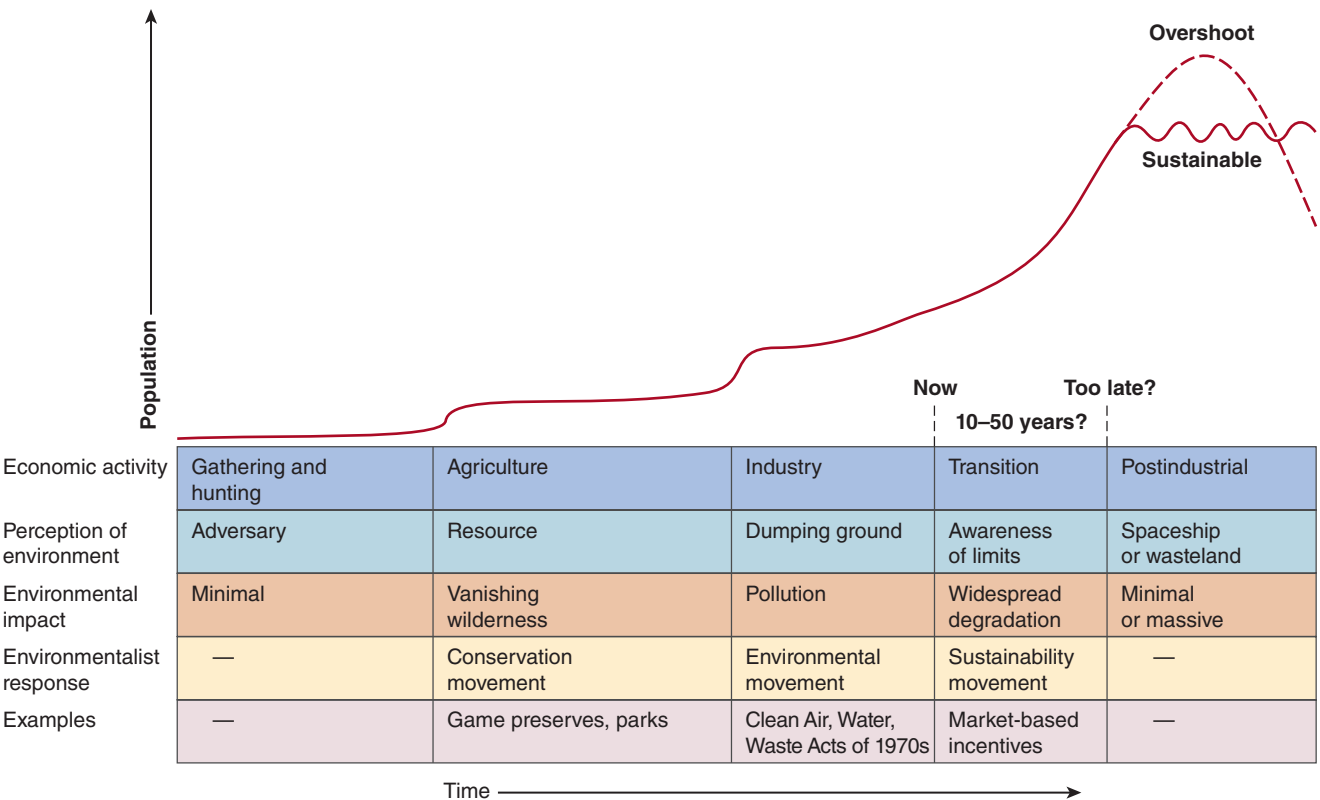 Overshoot
Sustainable
Population
Now
Too late?
10–50 years?
Economic activity
Gathering and
hunting
Agriculture
Industry
Transition
Postindustrial
Perception of
environment
Adversary
Resource
Dumping ground
Awareness
of limits
Spaceship
or wasteland
Environmental
impact
Minimal
Vanishing
wilderness
Pollution
Widespread
degradation
Minimal
or massive
Environmentalist
response
—
Conservation
movement
Environmental
movement
Sustainability
movement
—
Examples
—
Game preserves, parks
Clean Air, Water,
Waste Acts of 1970s
Market-based
incentives
—
Time